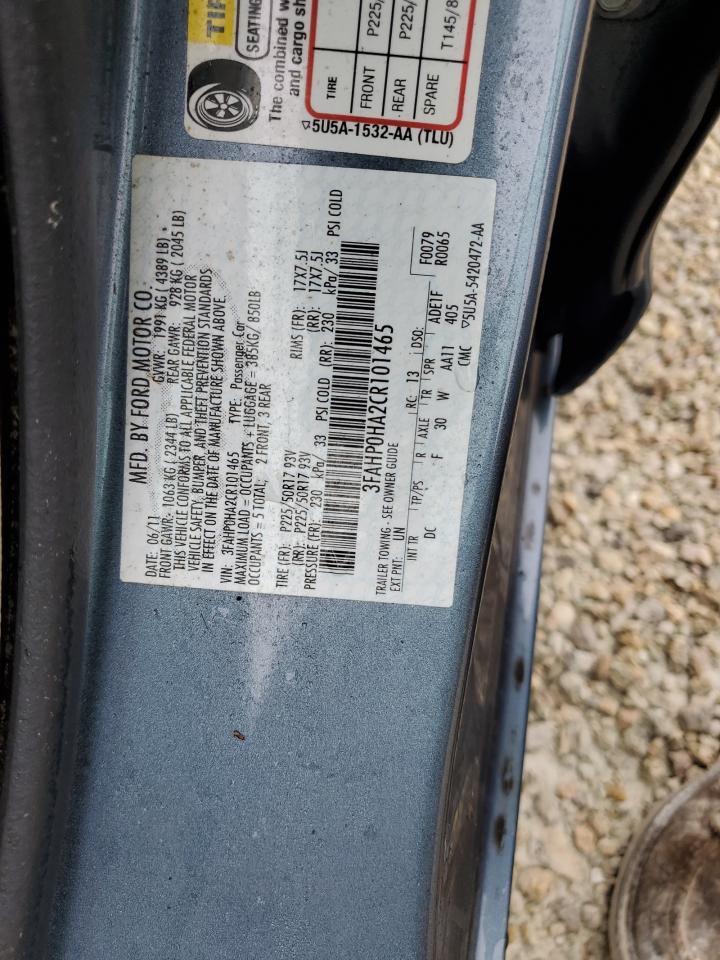 TIR
SEATING
The combined w
and cargo sh
TIRE
FRONT P225/
REAR P225/
SPARE T145/8
5U5A-1532-AA (TLU)
MFD. BY FORD MOTOR CO.
DATE: 06/11 GVWR: 1991 KG ( 4389 LB)
FRONT GAWR: 1063 KG ( 2344 LB) REAR GAWR: 928 KG ( 2045 LB)
THIS VEHICLE CONFORMS TO ALL APPLICABLE FEDERAL MOTOR
VEHICLE SAFETY, BUMPER, AND THEFT PREVENTION STANDARDS
IN EFFECT ON THE DATE OF MANUFACTURE SHOWN ABOVE.
VIN: 3FAHP0HA2CR101465 TYPE: Passenger Car
MAXIMUM LOAD = OCCUPANTS + LUGGAGE = 385KG/ 850LB
OCCUPANTS = 5 TOTAL; 2 FRONT, 3 REAR
TIRE (FR): P225/50R17 93V RIMS (FR): 17X7.5J
(RR): P225/50R17 93V (RR): 17X7.5J
PRESSURE (FR): 230 kPa/ 33 PSI COLD (RR): 230 kPa/ 33 PSI COLD
3FAHP0HA2CR101465
TRAILER TOWING - SEE OWNER GUIDE F0079
EXT PNT: UN RC: 13 DSO: R0065
INT TR TP/PS R AXLE TR SPR ADETF
DC F 30 W AA11 405
CMC 5U5A-5420472-AA